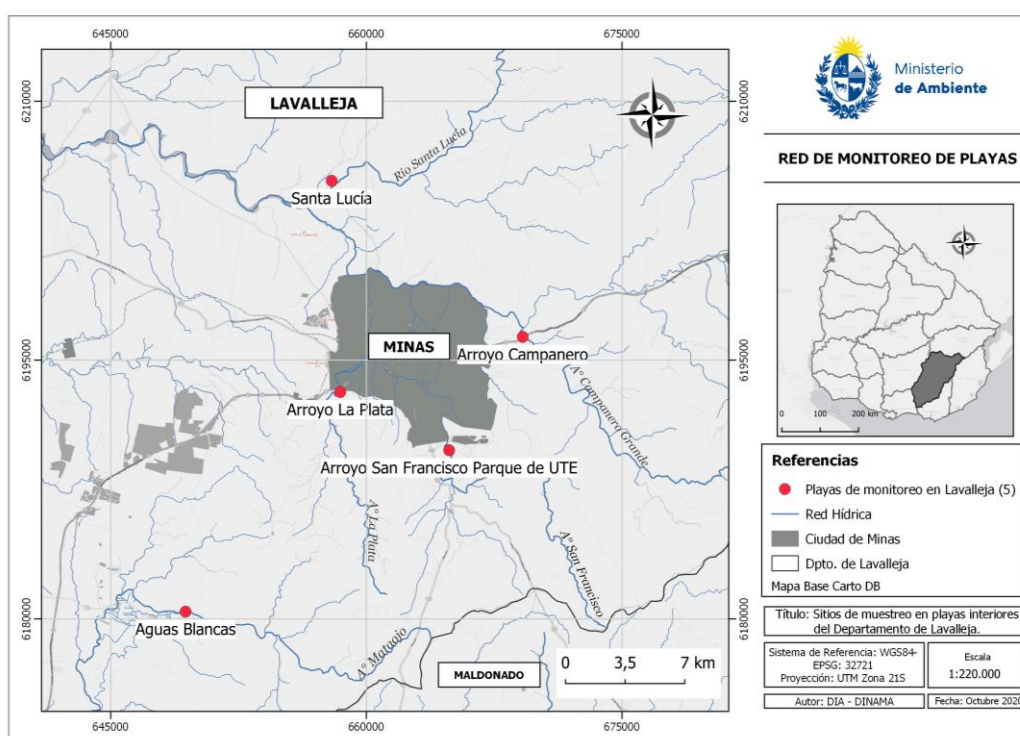 645000
660000
675000
6210000
6210000
LAVALLEJA
Río Santa Lucía
Santa Lucía
MINAS
6195000
6195000
Arroyo Campanero
Aº Campanero Grande
Arroyo La Plata
Arroyo San Francisco Parque de UTE
Aº La Plata
Aº San Francisco
6180000
6180000
Aguas Blancas
Aº Mataojo
MALDONADO
0 3,5 7 km
645000
660000
675000
Ministerio
de Ambiente
RED DE MONITOREO DE PLAYAS
0 100 200 km
Referencias
Playas de monitoreo en Lavalleja (5)
Red Hídrica
Ciudad de Minas
Dpto. de Lavalleja
Mapa Base Carto DB
Título: Sitios de muestreo en playas interiores
del Departamento de Lavalleja.
Sistema de Referencia: WGS84-
EPSG: 32721
Proyección: UTM Zona 21S
Escala
1:220.000
Autor: DIA - DINAMA
Fecha: Octubre 2020